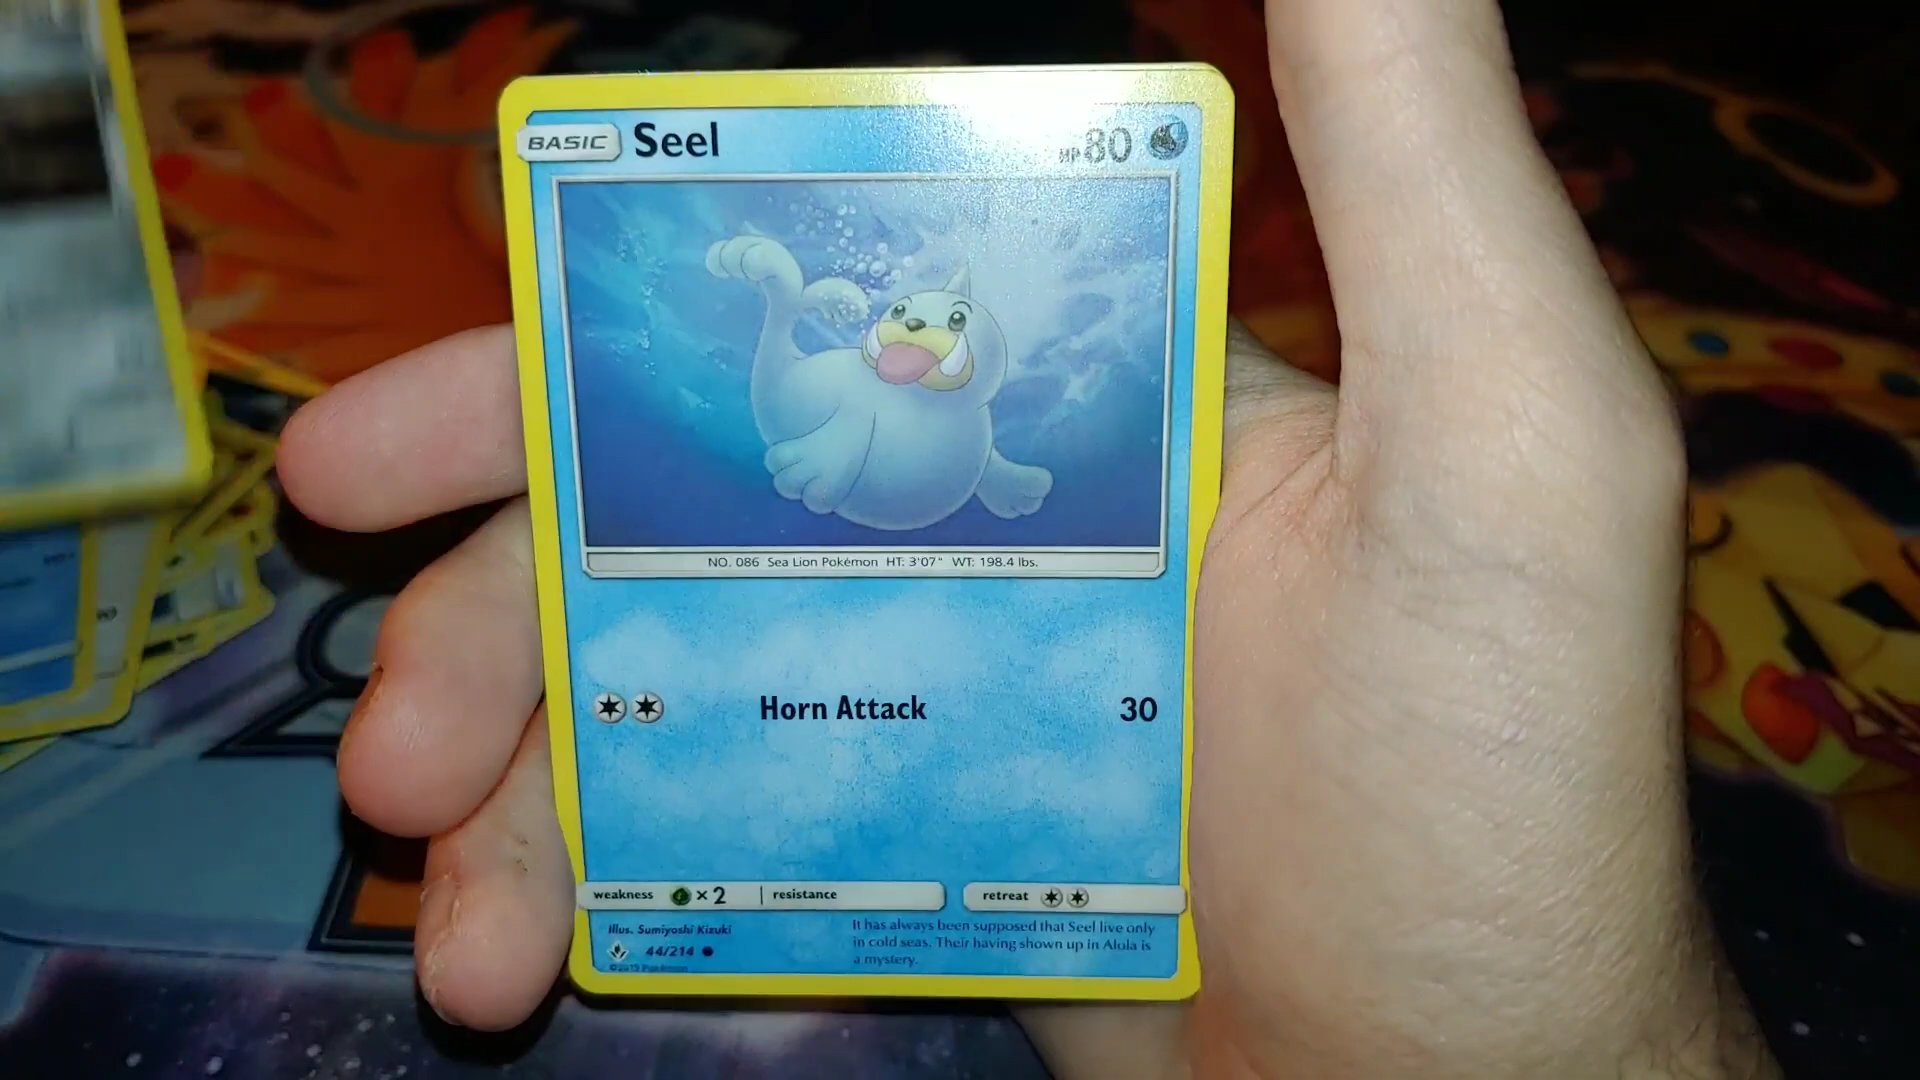 BASIC Seel HP 80
NO. 086 Sea Lion Pokémon HT: 3'07" WT: 198.4 lbs.
Horn Attack 30
weakness ×2 resistance retreat
Illus. Sumiyoshi Kizuki
44/214
©2019 Pokémon
It has always been supposed that Seel live only
in cold seas. Their having shown up in Alola is
a mystery.